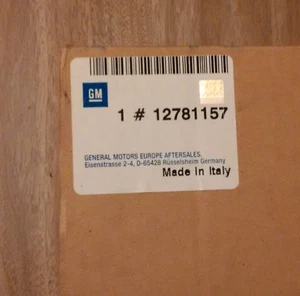 GM
1 # 12781157
GENERAL MOTORS EUROPE AFTERSALES.
Eisenstrasse 2-4, D-65428 Rüsselsheim Germany
Made in Italy